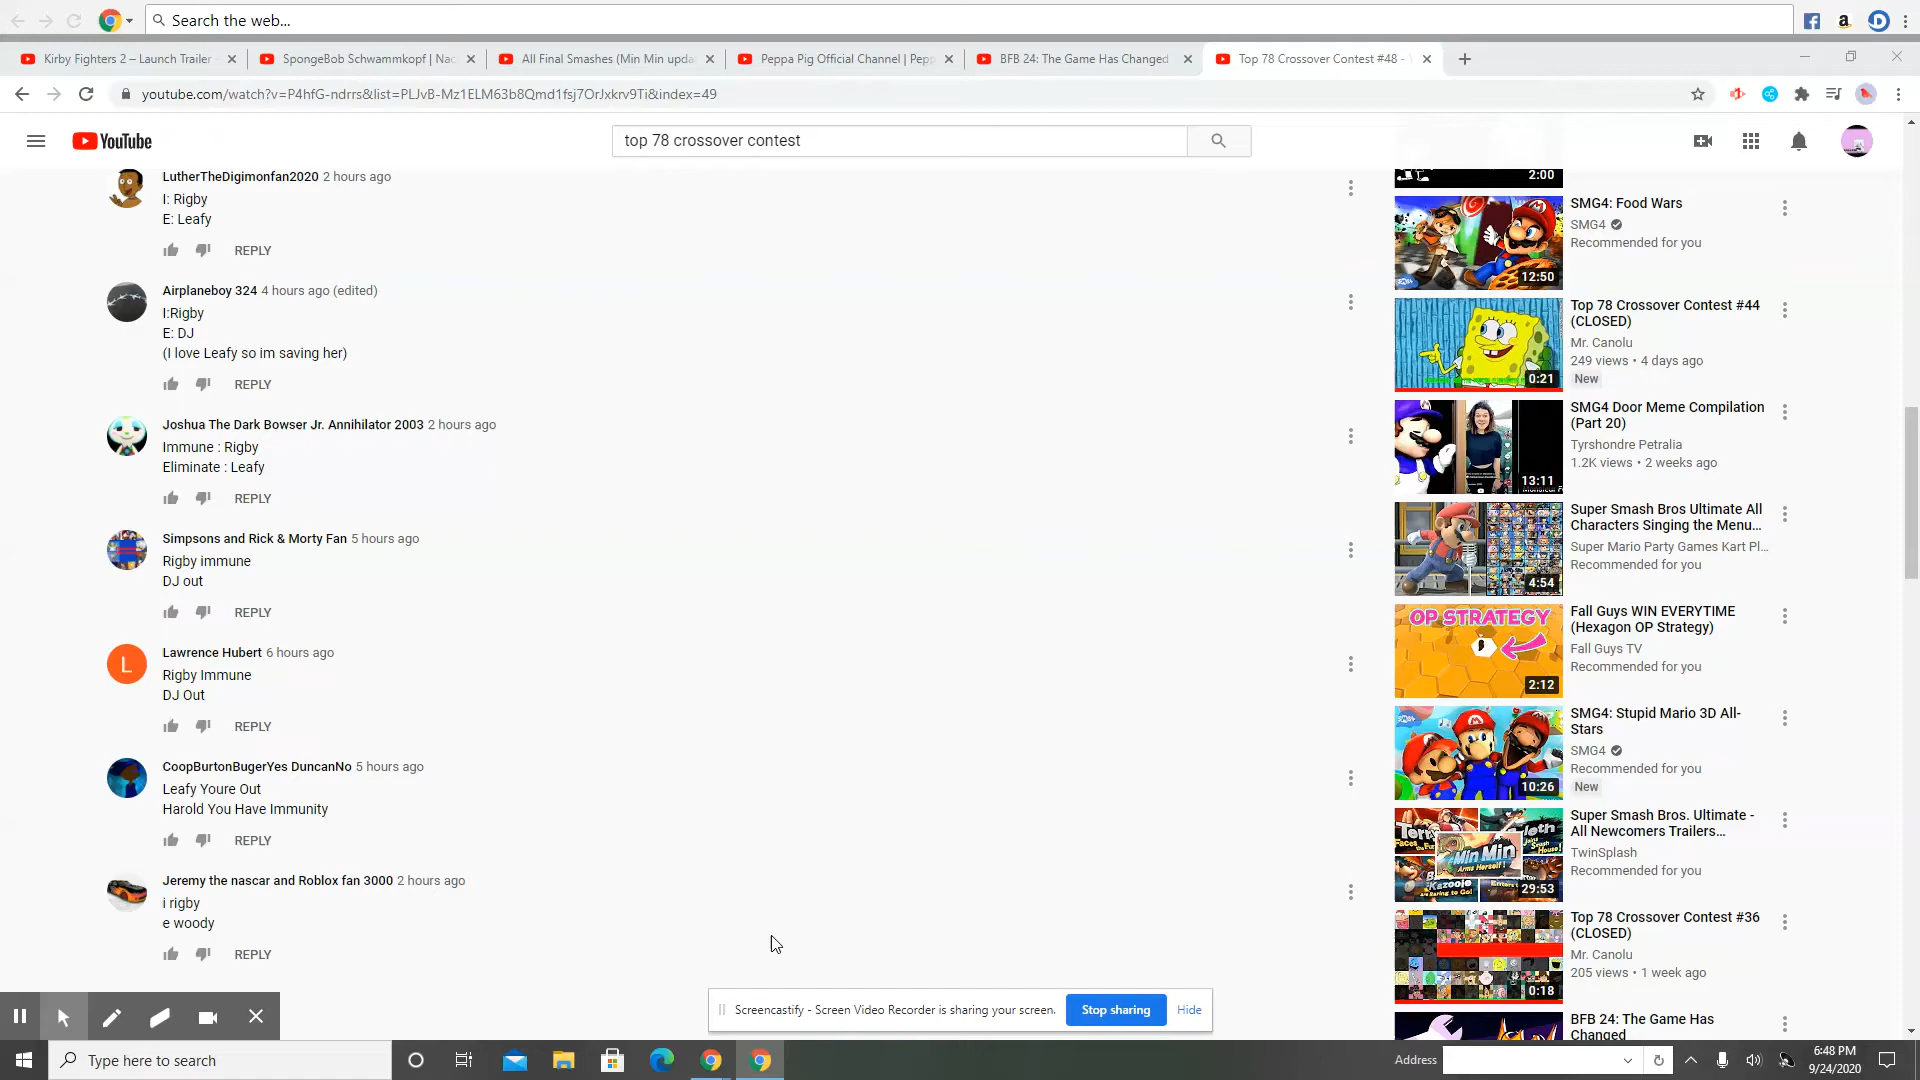 Search the web...
Kirby Fighters 2 – Launch Trailer
SpongeBob Schwammkopf | Nac
All Final Smashes (Min Min upda
Peppa Pig Official Channel | Pepp
BFB 24: The Game Has Changed
Top 78 Crossover Contest #48 -
youtube.com/watch?v=P4hfG-ndrrs&list=PLJvB-Mz1ELM63b8Qmd1fsj7OrJxkrv9Ti&index=49
YouTube
top 78 crossover contest
LutherTheDigimonfan2020 2 hours ago
I: Rigby
E: Leafy
REPLY
Airplaneboy 324 4 hours ago (edited)
I:Rigby
E: DJ
(I love Leafy so im saving her)
REPLY
Joshua The Dark Bowser Jr. Annihilator 2003 2 hours ago
Immune : Rigby
Eliminate : Leafy
REPLY
Simpsons and Rick & Morty Fan 5 hours ago
Rigby immune
DJ out
REPLY
L
Lawrence Hubert 6 hours ago
Rigby Immune
DJ Out
REPLY
CoopBurtonBugerYes DuncanNo 5 hours ago
Leafy Youre Out
Harold You Have Immunity
REPLY
Jeremy the nascar and Roblox fan 3000 2 hours ago
i rigby
e woody
REPLY
2:00
SMG4: Food Wars
SMG4
Recommended for you
12:50
Top 78 Crossover Contest #44
(CLOSED)
Mr. Canolu
249 views • 4 days ago
New
0:21
SMG4 Door Meme Compilation
(Part 20)
Tyrshondre Petralia
1.2K views • 2 weeks ago
13:11
Super Smash Bros Ultimate All
Characters Singing the Menu...
Super Mario Party Games Kart Pl...
Recommended for you
4:54
OP STRATEGY
Fall Guys WIN EVERYTIME
(Hexagon OP Strategy)
Fall Guys TV
Recommended for you
2:12
SMG4: Stupid Mario 3D All-
Stars
SMG4
Recommended for you
New
10:26
Super Smash Bros. Ultimate -
All Newcomers Trailers...
TwinSplash
Recommended for you
Min Min
29:53
Top 78 Crossover Contest #36
(CLOSED)
Mr. Canolu
205 views • 1 week ago
0:18
BFB 24: The Game Has
Changed
Screencastify - Screen Video Recorder is sharing your screen.
Stop sharing
Hide
Type here to search
Address
6:48 PM
9/24/2020